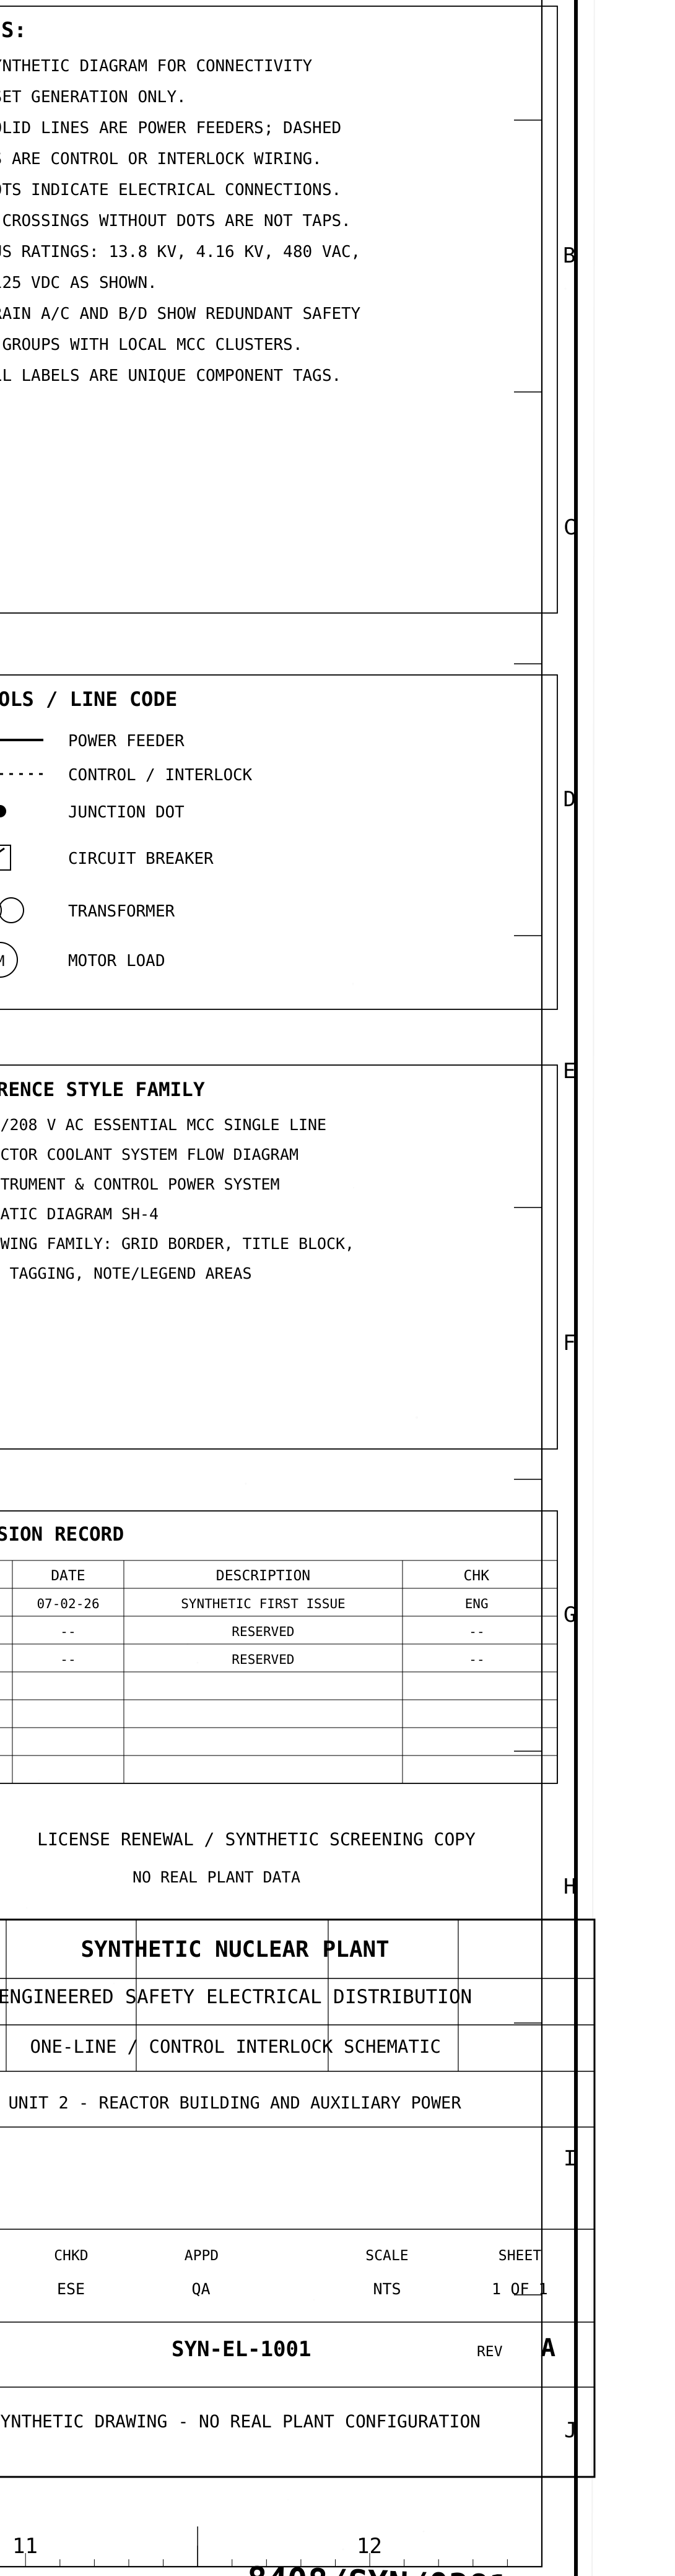 S:
YNTHETIC DIAGRAM FOR CONNECTIVITY
SET GENERATION ONLY.
OLID LINES ARE POWER FEEDERS; DASHED
S ARE CONTROL OR INTERLOCK WIRING.
OTS INDICATE ELECTRICAL CONNECTIONS.
CROSSINGS WITHOUT DOTS ARE NOT TAPS.
US RATINGS: 13.8 KV, 4.16 KV, 480 VAC,
125 VDC AS SHOWN.
RAIN A/C AND B/D SHOW REDUNDANT SAFETY
GROUPS WITH LOCAL MCC CLUSTERS.
LL LABELS ARE UNIQUE COMPONENT TAGS.
B
C
OLS / LINE CODE
POWER FEEDER
CONTROL / INTERLOCK
JUNCTION DOT
CIRCUIT BREAKER
TRANSFORMER
M
MOTOR LOAD
D
E
RENCE STYLE FAMILY
/208 V AC ESSENTIAL MCC SINGLE LINE
CTOR COOLANT SYSTEM FLOW DIAGRAM
TRUMENT & CONTROL POWER SYSTEM
ATIC DIAGRAM SH-4
WING FAMILY: GRID BORDER, TITLE BLOCK,
TAGGING, NOTE/LEGEND AREAS
F
SION RECORD
DATE DESCRIPTION CHK
07-02-26 SYNTHETIC FIRST ISSUE ENG
-- RESERVED --
-- RESERVED --
G
LICENSE RENEWAL / SYNTHETIC SCREENING COPY
NO REAL PLANT DATA
H
SYNTHETIC NUCLEAR PLANT
ENGINEERED SAFETY ELECTRICAL DISTRIBUTION
ONE-LINE / CONTROL INTERLOCK SCHEMATIC
UNIT 2 - REACTOR BUILDING AND AUXILIARY POWER
I
CHKD APPD SCALE SHEET
ESE QA NTS 1 OF 1
SYN-EL-1001 REV A
YNTHETIC DRAWING - NO REAL PLANT CONFIGURATION
J
11 12